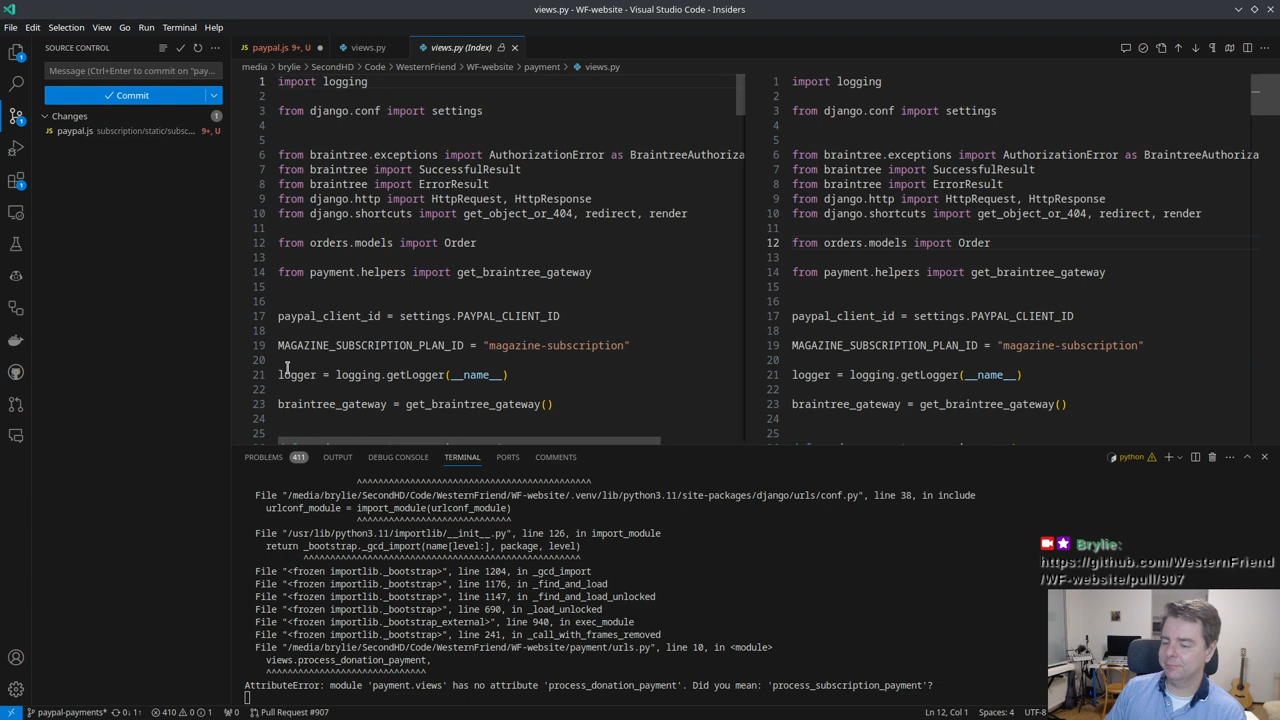 views.py - WF-website - Visual Studio Code - Insiders
File Edit Selection View Go Run Terminal Help
SOURCE CONTROL
Message (Ctrl+Enter to commit on "pay...
Commit
Changes 1
paypal.js subscription/static/subsc... 9+, U
paypal.js 9+, U
views.py
views.py (Index)
media > brylie > SecondHD > Code > WesternFriend > WF-website > payment > views.py
1 import logging
2
3 from django.conf import settings
4
5
6 from braintree.exceptions import AuthorizationError as BraintreeAuthoriza
7 from braintree import SuccessfulResult
8 from braintree import ErrorResult
9 from django.http import HttpRequest, HttpResponse
10 from django.shortcuts import get_object_or_404, redirect, render
11
12 from orders.models import Order
13
14 from payment.helpers import get_braintree_gateway
15
16
17 paypal_client_id = settings.PAYPAL_CLIENT_ID
18
19 MAGAZINE_SUBSCRIPTION_PLAN_ID = "magazine-subscription"
20
21 logger = logging.getLogger(__name__)
22
23 braintree_gateway = get_braintree_gateway()
24
25
1 import logging
2
3 from django.conf import settings
4
5
6 from braintree.exceptions import AuthorizationError as BraintreeAuthoriza
7 from braintree import SuccessfulResult
8 from braintree import ErrorResult
9 from django.http import HttpRequest, HttpResponse
10 from django.shortcuts import get_object_or_404, redirect, render
11
12 from orders.models import Order
13
14 from payment.helpers import get_braintree_gateway
15
16
17 paypal_client_id = settings.PAYPAL_CLIENT_ID
18
19 MAGAZINE_SUBSCRIPTION_PLAN_ID = "magazine-subscription"
20
21 logger = logging.getLogger(__name__)
22
23 braintree_gateway = get_braintree_gateway()
24
25
PROBLEMS 411 OUTPUT DEBUG CONSOLE TERMINAL PORTS COMMENTS
python
^^^^^^^^^^^^^^^^^^^^^^^^^^^^^^^^^^^^^^^^^^^^^
File "/media/brylie/SecondHD/Code/WesternFriend/WF-website/.venv/lib/python3.11/site-packages/django/urls/conf.py", line 38, in include
urlconf_module = import_module(urlconf_module)
^^^^^^^^^^^^^^^^^^^^^^^^^^^^^
File "/usr/lib/python3.11/importlib/__init__.py", line 126, in import_module
return _bootstrap._gcd_import(name[level:], package, level)
^^^^^^^^^^^^^^^^^^^^^^^^^^^^^^^^^^^^^^^^^^^^^^^^^^^^
File "<frozen importlib._bootstrap>", line 1204, in _gcd_import
File "<frozen importlib._bootstrap>", line 1176, in _find_and_load
File "<frozen importlib._bootstrap>", line 1147, in _find_and_load_unlocked
File "<frozen importlib._bootstrap>", line 690, in _load_unlocked
File "<frozen importlib._bootstrap_external>", line 940, in exec_module
File "<frozen importlib._bootstrap>", line 241, in _call_with_frames_removed
File "/media/brylie/SecondHD/Code/WesternFriend/WF-website/payment/urls.py", line 10, in <module>
views.process_donation_payment,
^^^^^^^^^^^^^^^^^^^^^^^^^^^^^^
AttributeError: module 'payment.views' has no attribute 'process_donation_payment'. Did you mean: 'process_subscription_payment'?
Brylie:
https://github.com/WesternFriend
/WF-website/pull/907
paypal-payments* 0↓ 1↑ 410 0 1 0 Pull Request #907
Ln 12, Col 1 Spaces: 4 UTF-8